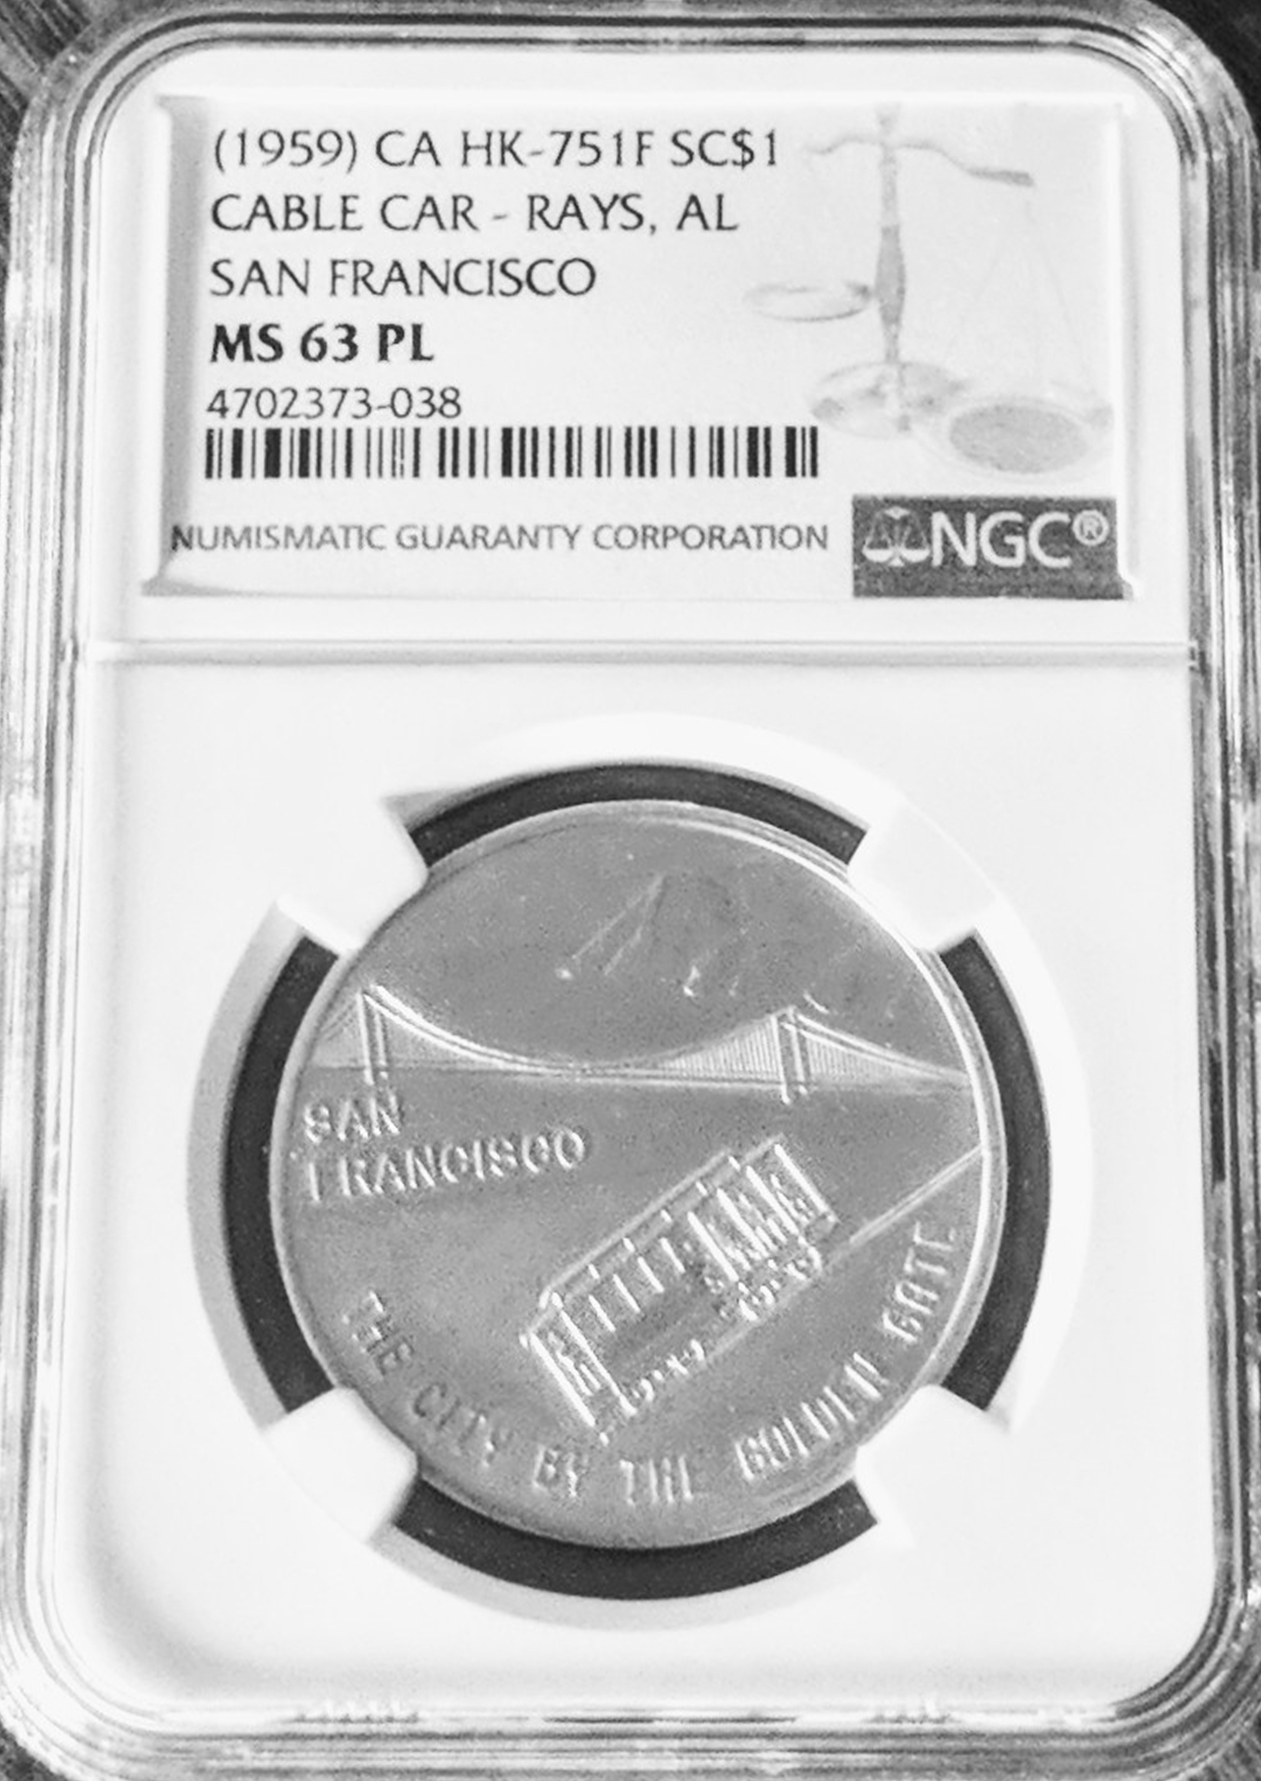 (1959) CA HK-751F SC$1
CABLE CAR - RAYS, AL
SAN FRANCISCO
MS 63 PL
4702373-038
NUMISMATIC GUARANTY CORPORATION
NGC®
SAN
FRANCISCO
THE CITY BY THE GOLDEN GATE